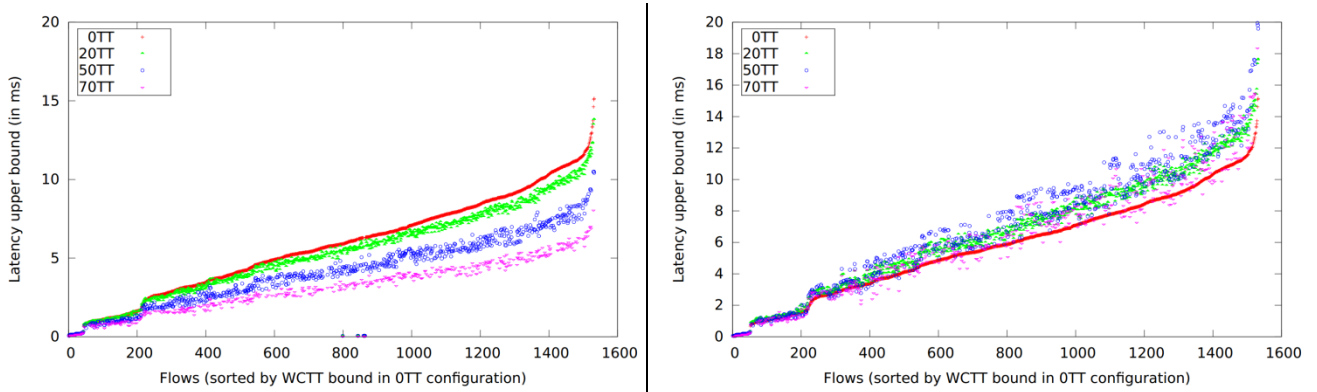 20
15
10
5
0
0TT
20TT
50TT
70TT
Latency upper bound (in ms)
0 200 400 600 800 1000 1200 1400 1600
Flows (sorted by WCTT bound in 0TT configuration)
20
18
16
14
12
10
8
6
4
2
0
0TT
20TT
50TT
70TT
Latency upper bound (in ms)
0 200 400 600 800 1000 1200 1400 1600
Flows (sorted by WCTT bound in 0TT configuration)